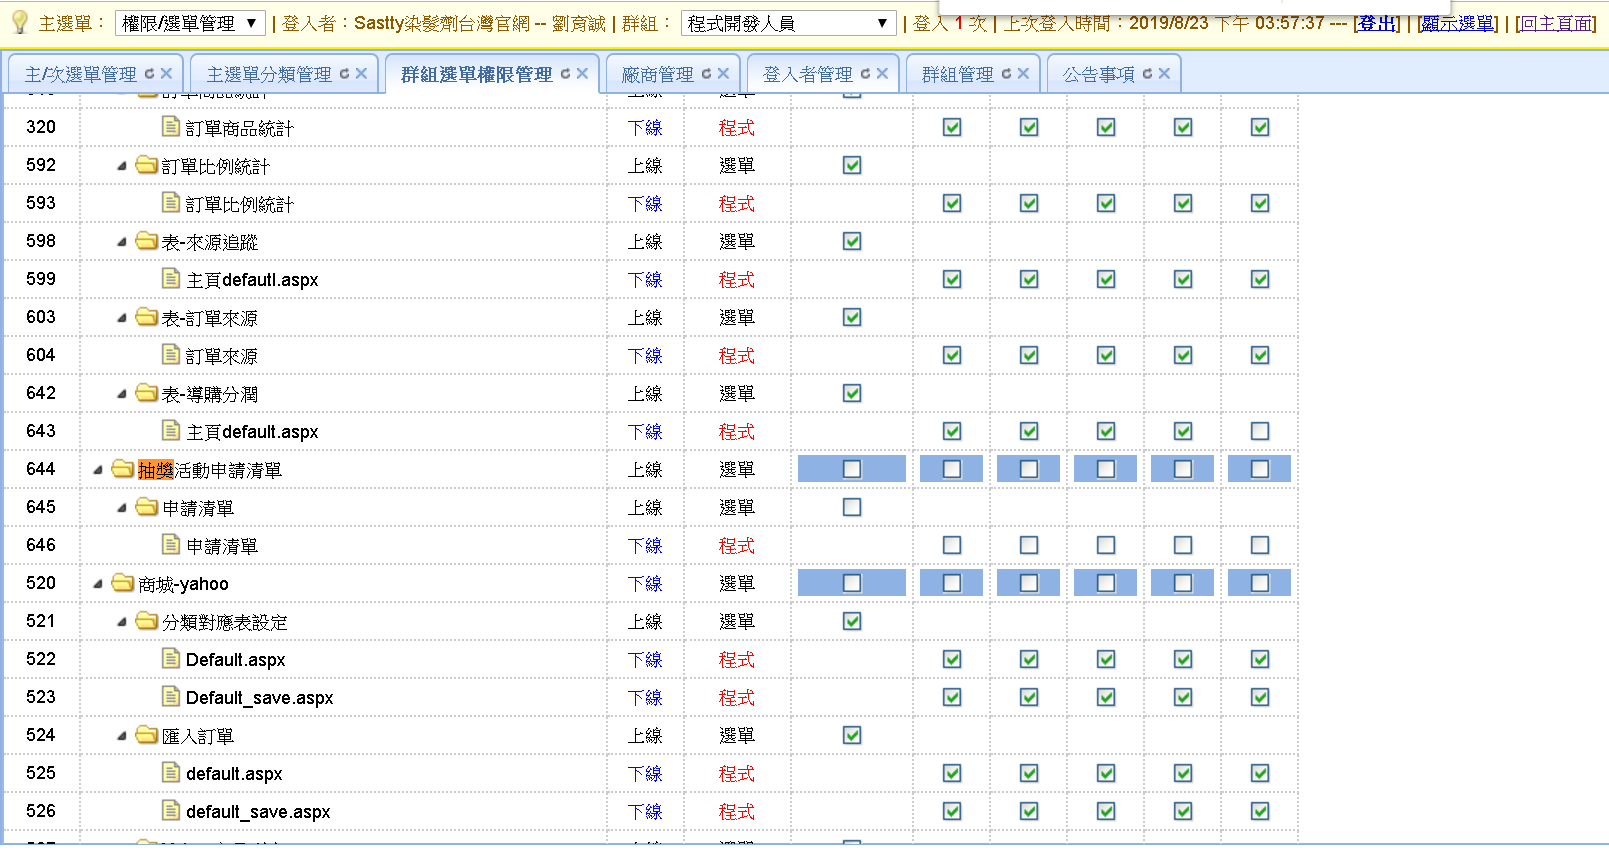 主選單： 權限/選單管理 | 登入者：Sastty染髮劑台灣官網 -- 劉育誠 | 群組： 程式開發人員 | 登入 1 次 | 上次登入時間：2019/8/23 下午 03:57:37 --- [登出] | [顯示選單] | [回主頁面]
主/次選單管理 主選單分類管理 群組選單權限管理 廠商管理 登入者管理 群組管理 公告事項
320 訂單商品統計 下線 程式
592 訂單比例統計 上線 選單
593 訂單比例統計 下線 程式
598 表-來源追蹤 上線 選單
599 主頁defautl.aspx 下線 程式
603 表-訂單來源 上線 選單
604 訂單來源 下線 程式
642 表-導購分潤 上線 選單
643 主頁default.aspx 下線 程式
644 抽獎活動申請清單 上線 選單
645 申請清單 上線 選單
646 申請清單 下線 程式
520 商城-yahoo 下線 選單
521 分類對應表設定 上線 選單
522 Default.aspx 下線 程式
523 Default_save.aspx 下線 程式
524 匯入訂單 上線 選單
525 default.aspx 下線 程式
526 default_save.aspx 下線 程式